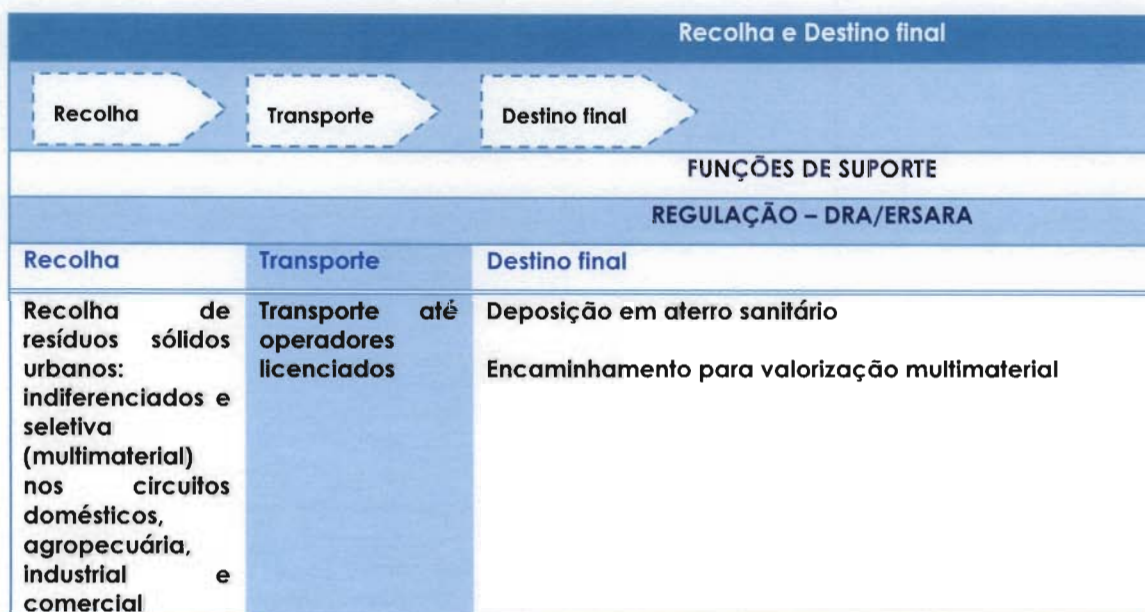 Recolha e Destino final
Recolha
Transporte
Destino final
FUNÇÕES DE SUPORTE
REGULAÇÃO – DRA/ERSARA
Recolha
Transporte
Destino final
Recolha de
resíduos sólidos
urbanos:
indiferenciados e
seletiva
(multimaterial)
nos circuitos
domésticos,
agropecuária,
industrial e
comercial
Transporte até
operadores
licenciados
Deposição em aterro sanitário
Encaminhamento para valorização multimaterial